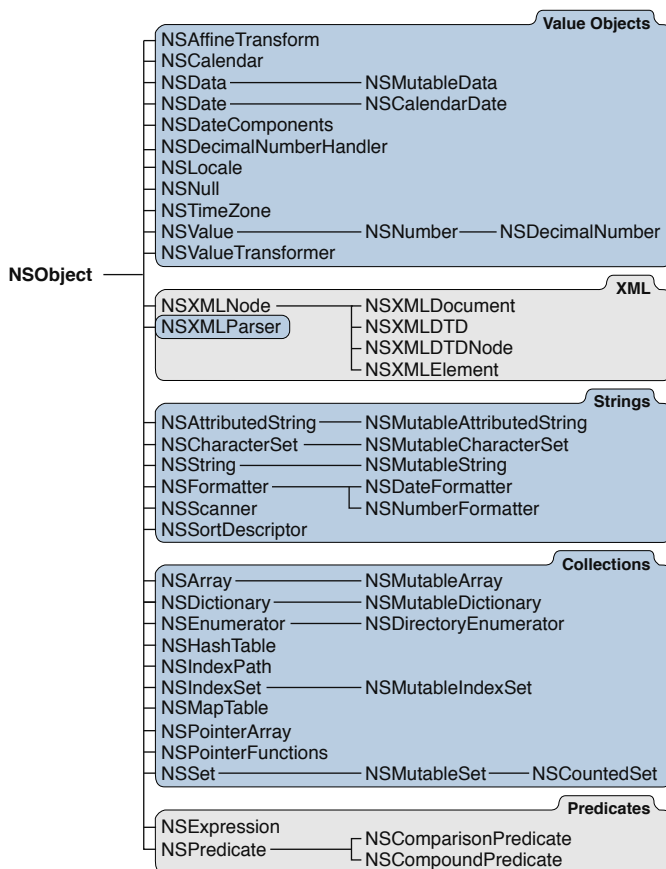 Value Objects
NSAffineTransform
NSCalendar
NSData NSMutableData
NSDate NSCalendarDate
NSDateComponents
NSDecimalNumberHandler
NSLocale
NSNull
NSTimeZone
NSValue NSNumber NSDecimalNumber
NSValueTransformer
NSObject
XML
NSXMLNode NSXMLDocument
NSXMLParser NSXMLDTD
NSXMLDTDNode
NSXMLElement
Strings
NSAttributedString NSMutableAttributedString
NSCharacterSet NSMutableCharacterSet
NSString NSMutableString
NSFormatter NSDateFormatter
NSScanner NSNumberFormatter
NSSortDescriptor
Collections
NSArray NSMutableArray
NSDictionary NSMutableDictionary
NSEnumerator NSDirectoryEnumerator
NSHashTable
NSIndexPath
NSIndexSet NSMutableIndexSet
NSMapTable
NSPointerArray
NSPointerFunctions
NSSet NSMutableSet NSCountedSet
Predicates
NSExpression
NSPredicate NSComparisonPredicate
NSCompoundPredicate